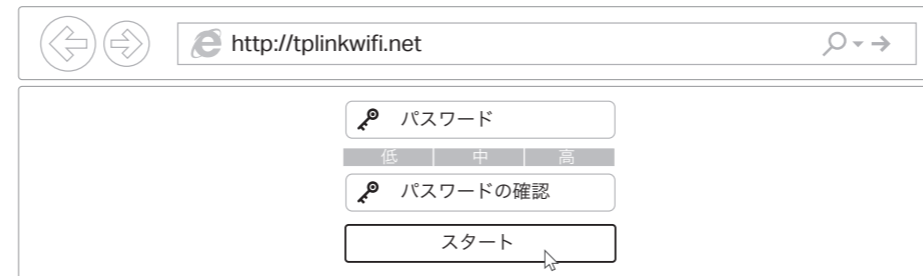 http://tplinkwifi.net
パスワード
低 中 高
パスワードの確認
スタート